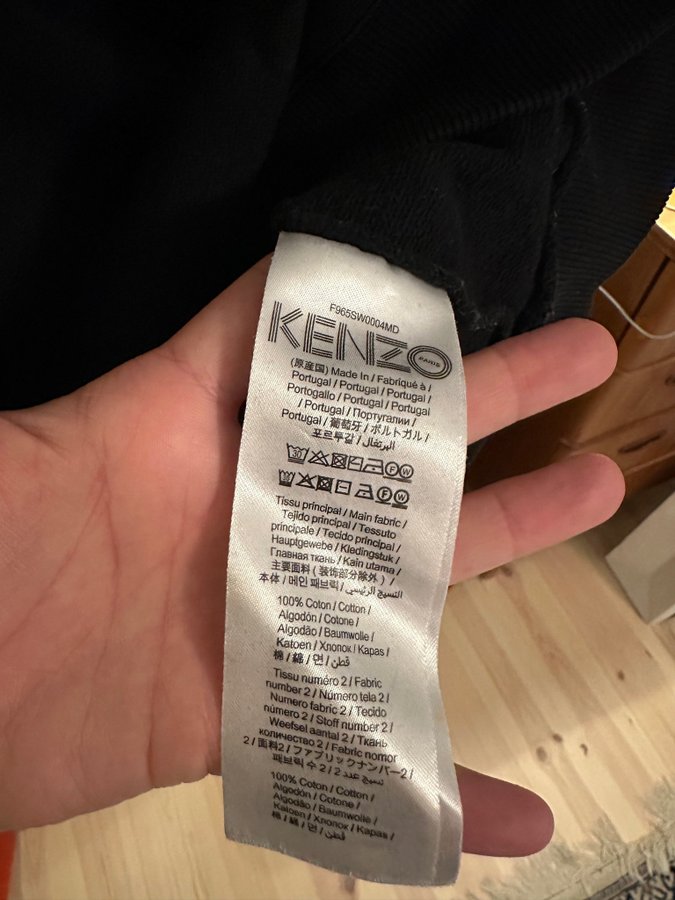 F965SW0004MD
KENZO
PARIS
(原産国) Made In / Fabriqué à /
Portugal / Portugal / Portugal /
Portogallo / Portugal / Portugal
/ Portugal / Португалии /
Portugal / 葡萄牙 / ポルトガル /
포르투갈 / البرتغال
30 F W
30 F W
Tissu principal / Main fabric /
Tejido principal / Tessuto
principale / Tecido principal /
Hauptgewebe / Kledingstuk /
Главная ткань / Kain utama /
主要面料 ( 装饰部分除外 ) /
本体 / 메인 패브릭 / النسيج الرئيسي
100% Coton / Cotton /
Algodón / Cotone /
Algodão / Baumwolle /
Katoen / Хлопок / Kapas /
棉 / 綿 / 면 / قطن
Tissu numéro 2 / Fabric
number 2 / Número tela 2 /
Numero fabric 2 / Tecido
número 2 / Stoff number 2 /
Weefsel aantal 2 / Ткань
количество 2 / Fabric nomor
2 / 面料2 / ファブリックナンバー2 /
패브릭 수 2 / نسيج عدد 2
100% Coton / Cotton /
Algodón / Cotone /
Algodão / Baumwolle /
Katoen / Хлопок / Kapas /
棉 / 綿 / 면 / قطن